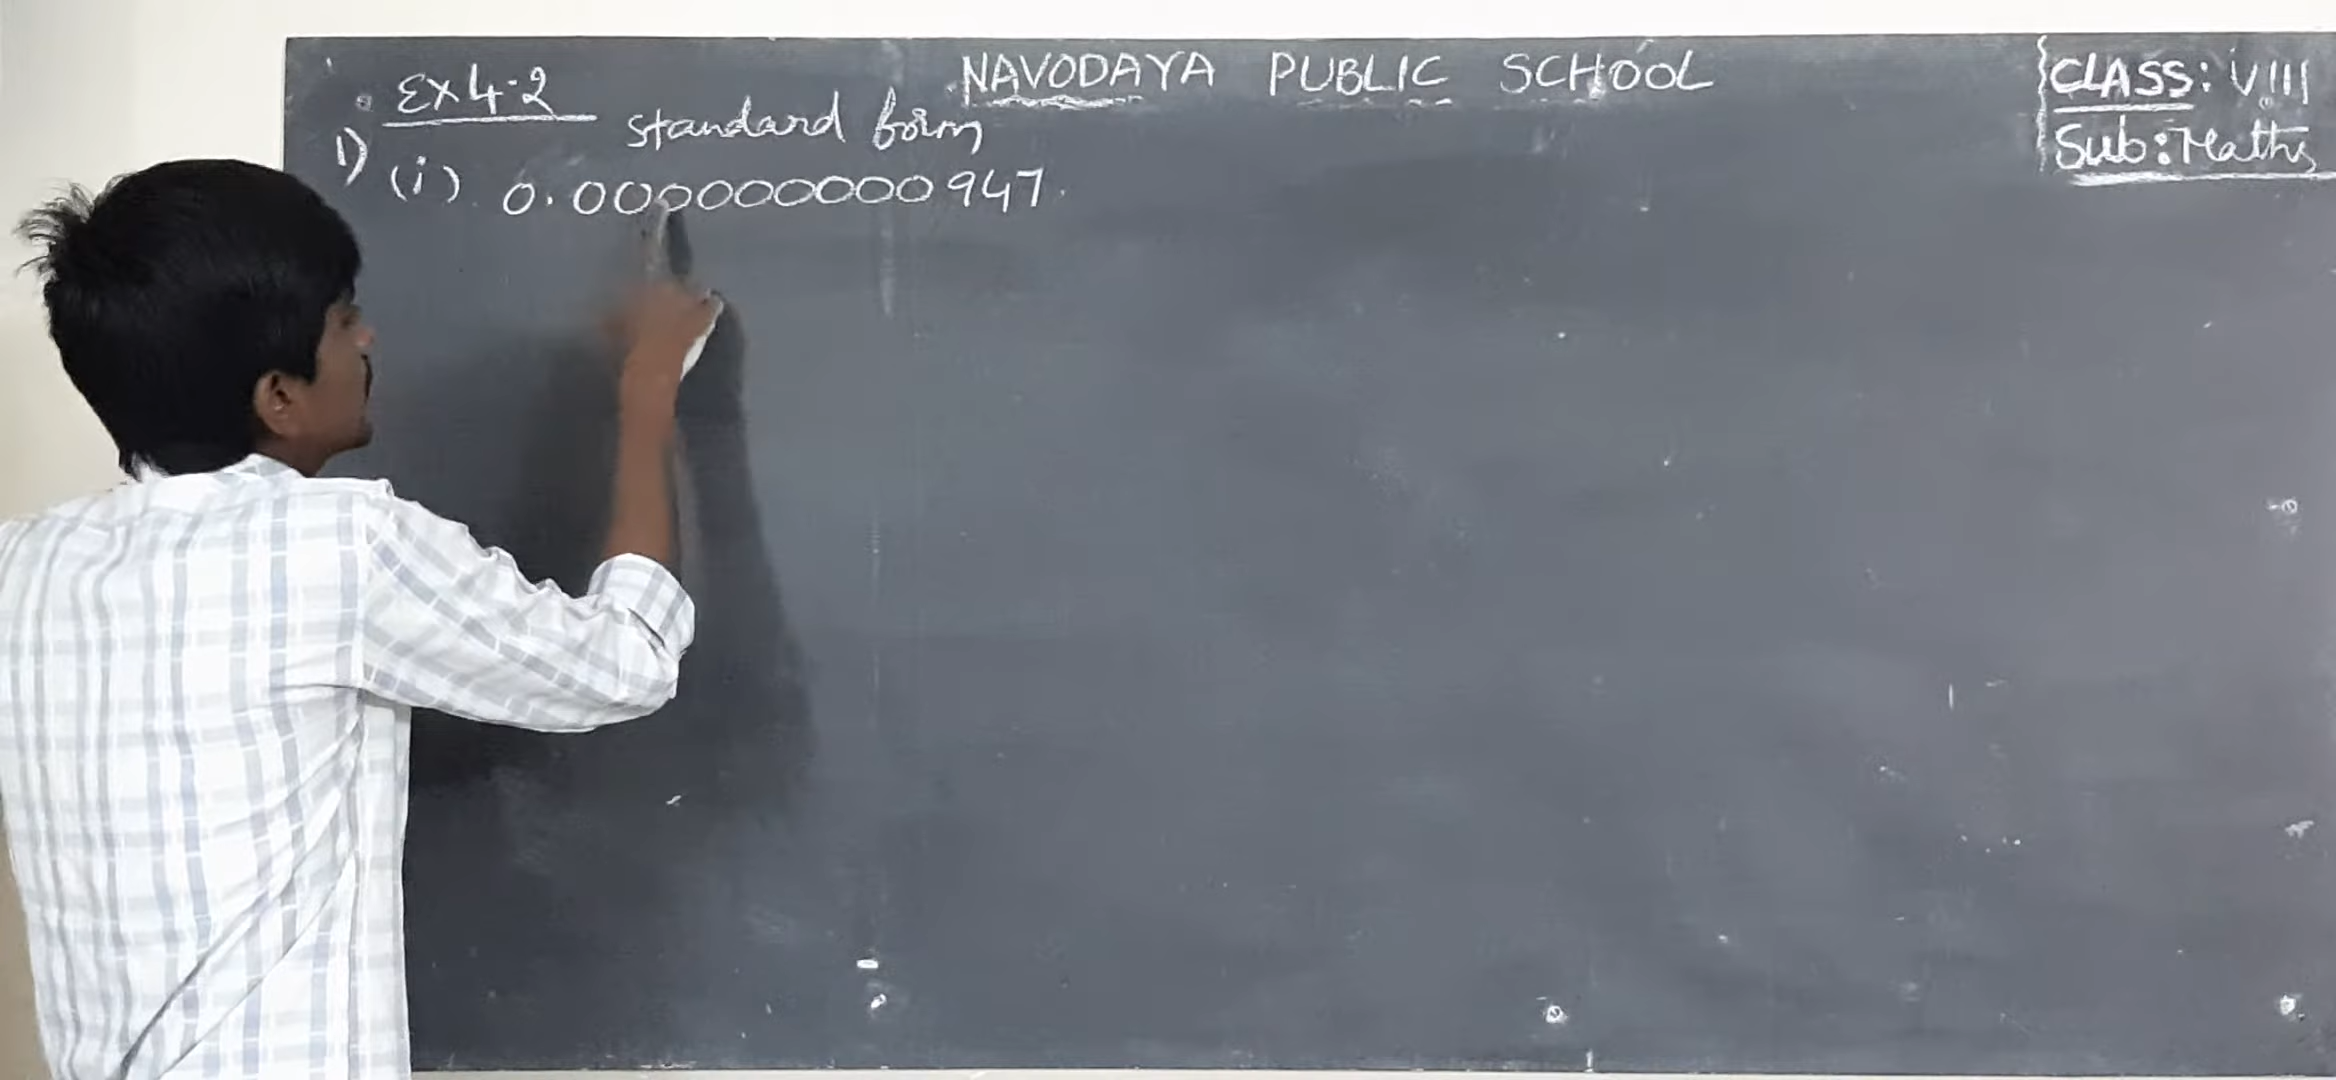 NAVODAYA PUBLIC SCHOOL
CLASS: VIII
Sub: Maths
Ex 4.2
standard form
1) (i) 0.000000000947